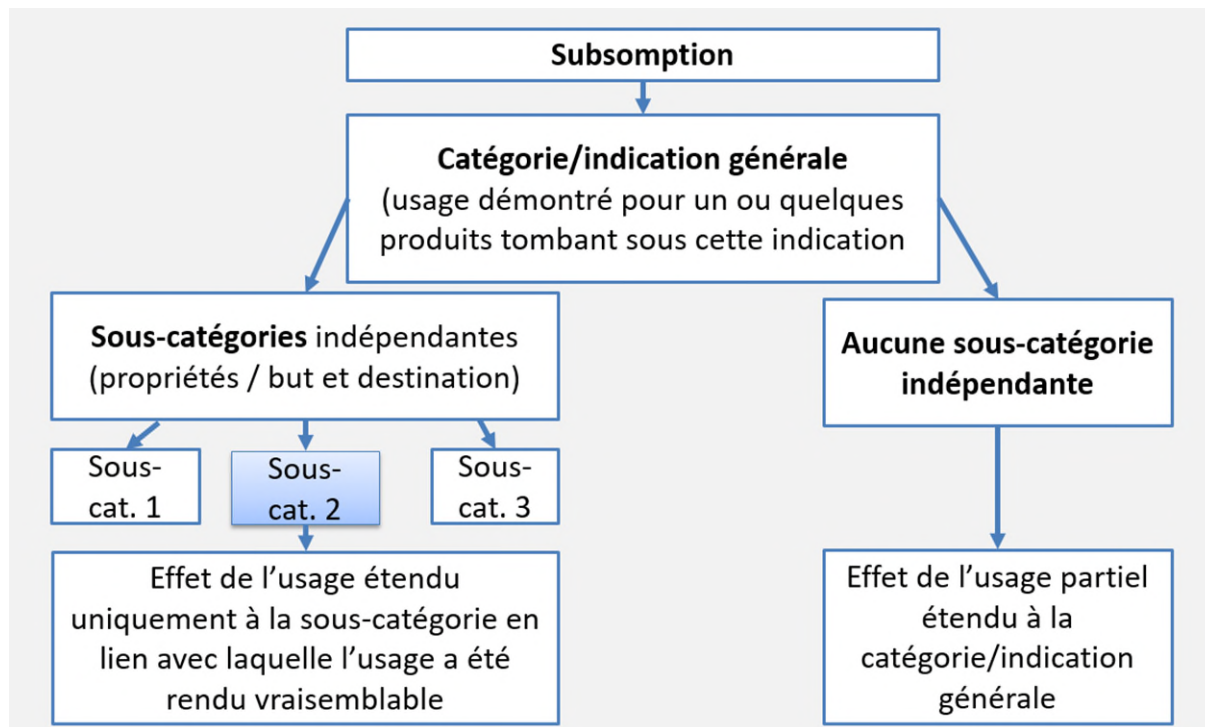 Subsomption
Catégorie/indication générale
(usage démontré pour un ou quelques
produits tombant sous cette indication
Sous-catégories indépendantes
(propriétés / but et destination)
Aucune sous-catégorie
indépendante
Sous-
cat. 1
Sous-
cat. 2
Sous-
cat. 3
Effet de l’usage étendu
uniquement à la sous-catégorie en
lien avec laquelle l’usage a été
rendu vraisemblable
Effet de l’usage partiel
étendu à la
catégorie/indication
générale